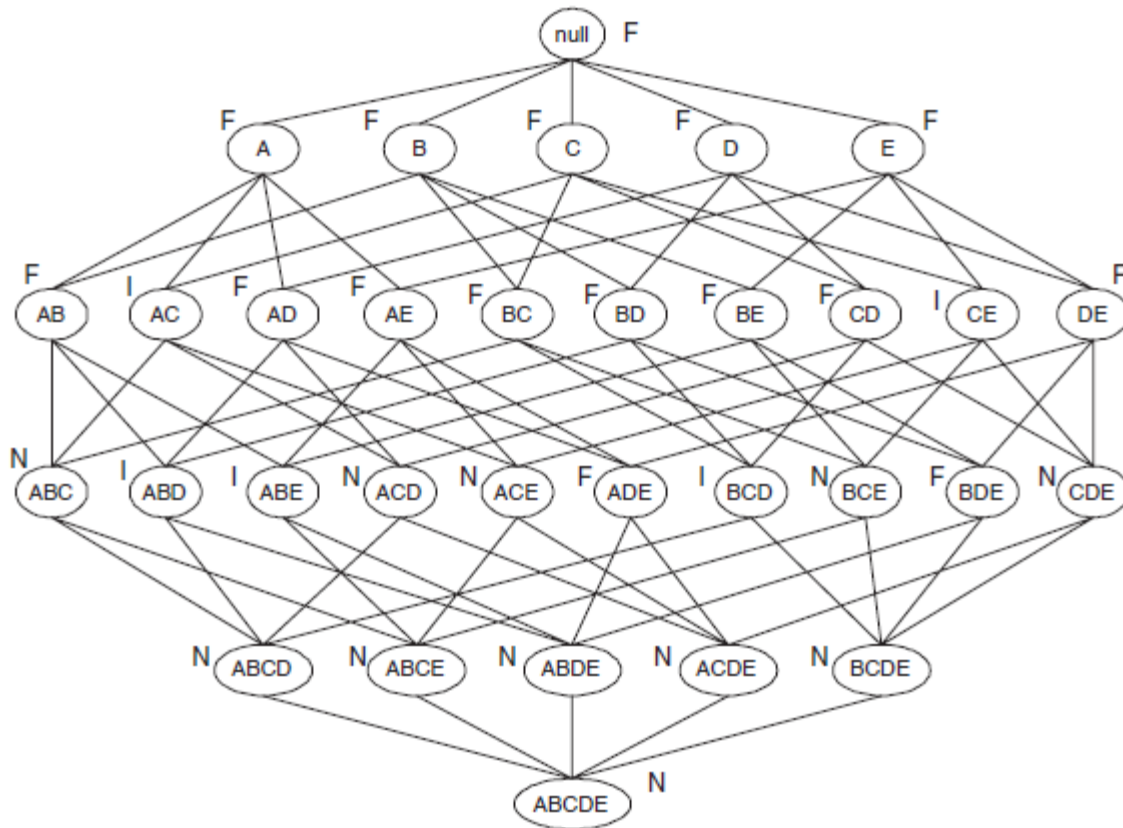 null F
F F F F F
A B C D E
F I F F F F F F I F
AB AC AD AE BC BD BE CD CE DE
N I I N N F I N F N
ABC ABD ABE ACD ACE ADE BCD BCE BDE CDE
N N N N N
ABCD ABCE ABDE ACDE BCDE
N
ABCDE